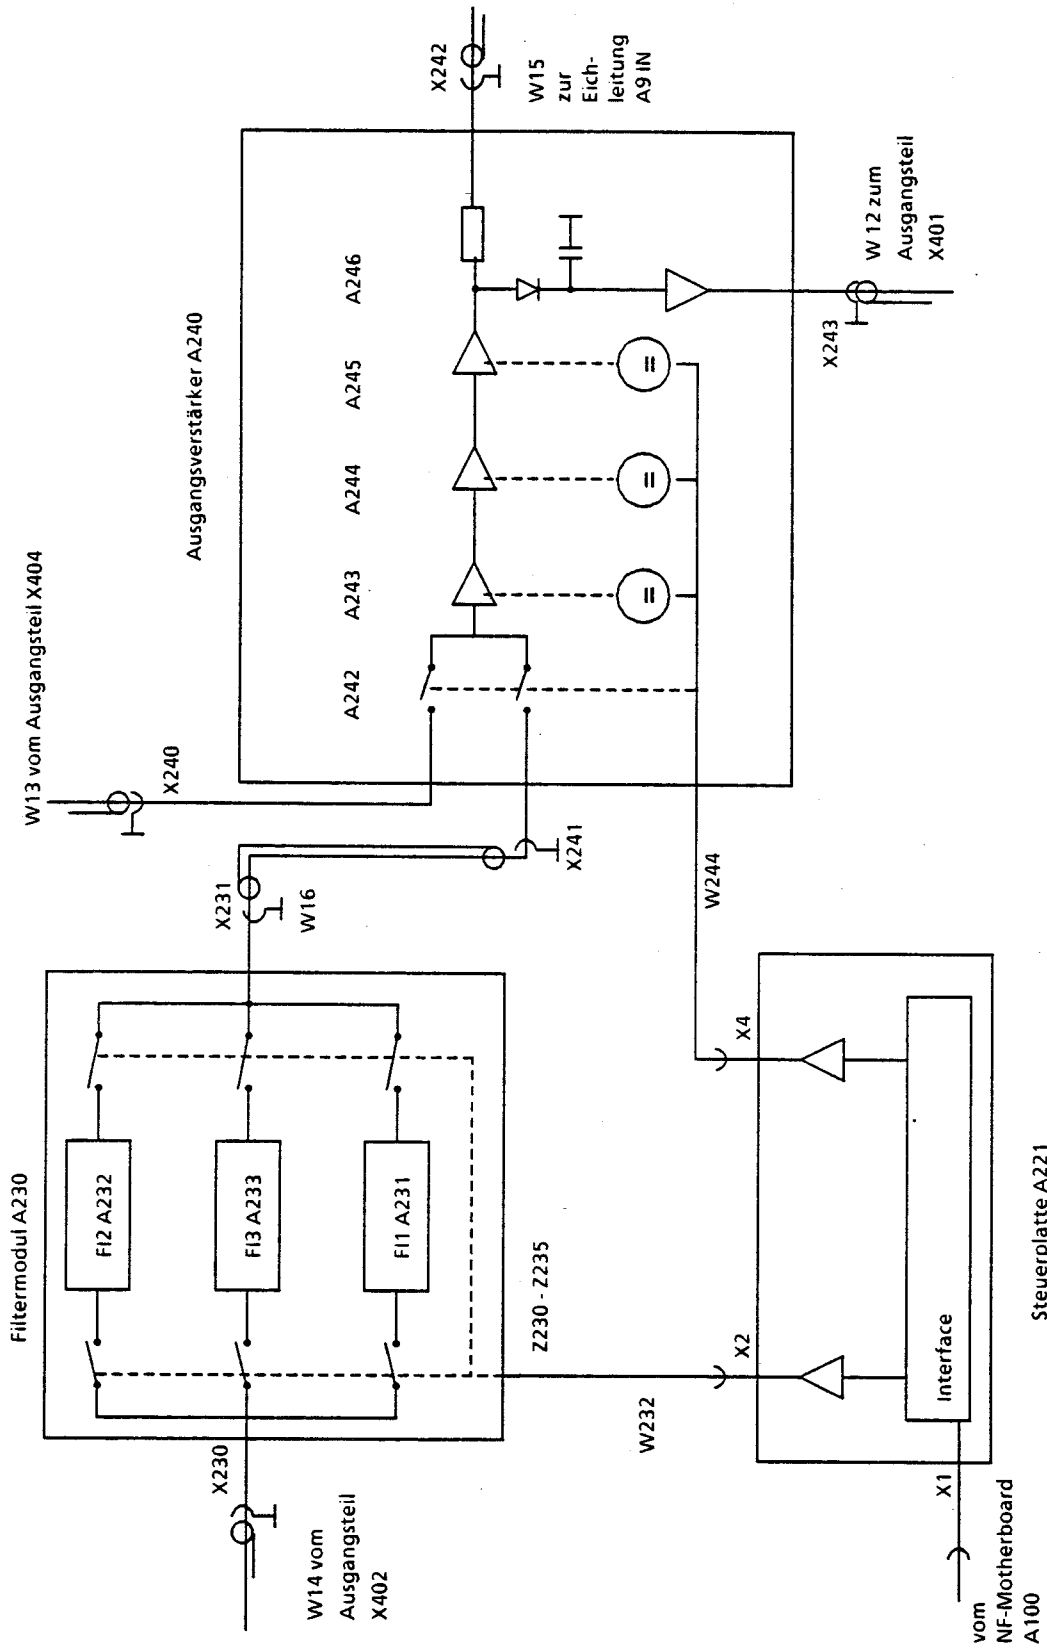 Filtermodul A230
FI2 A232
FI3 A233
FI1 A231
X230
W14 vom
Ausgangsteil
X402
X231
W16
Z230 - Z235
W232
X2
X4
X1
vom
NF-Motherboard
A100
Interface
Steuerplatte A221
W244
X241
W13 vom Ausgangsteil X404
X240
Ausgangsverstärker A240
A242
A243
A244
A245
A246
=
=
=
X242
W15
zur
Eich-
leitung
A9 IN
X243
W 12 zum
Ausgangsteil
X401